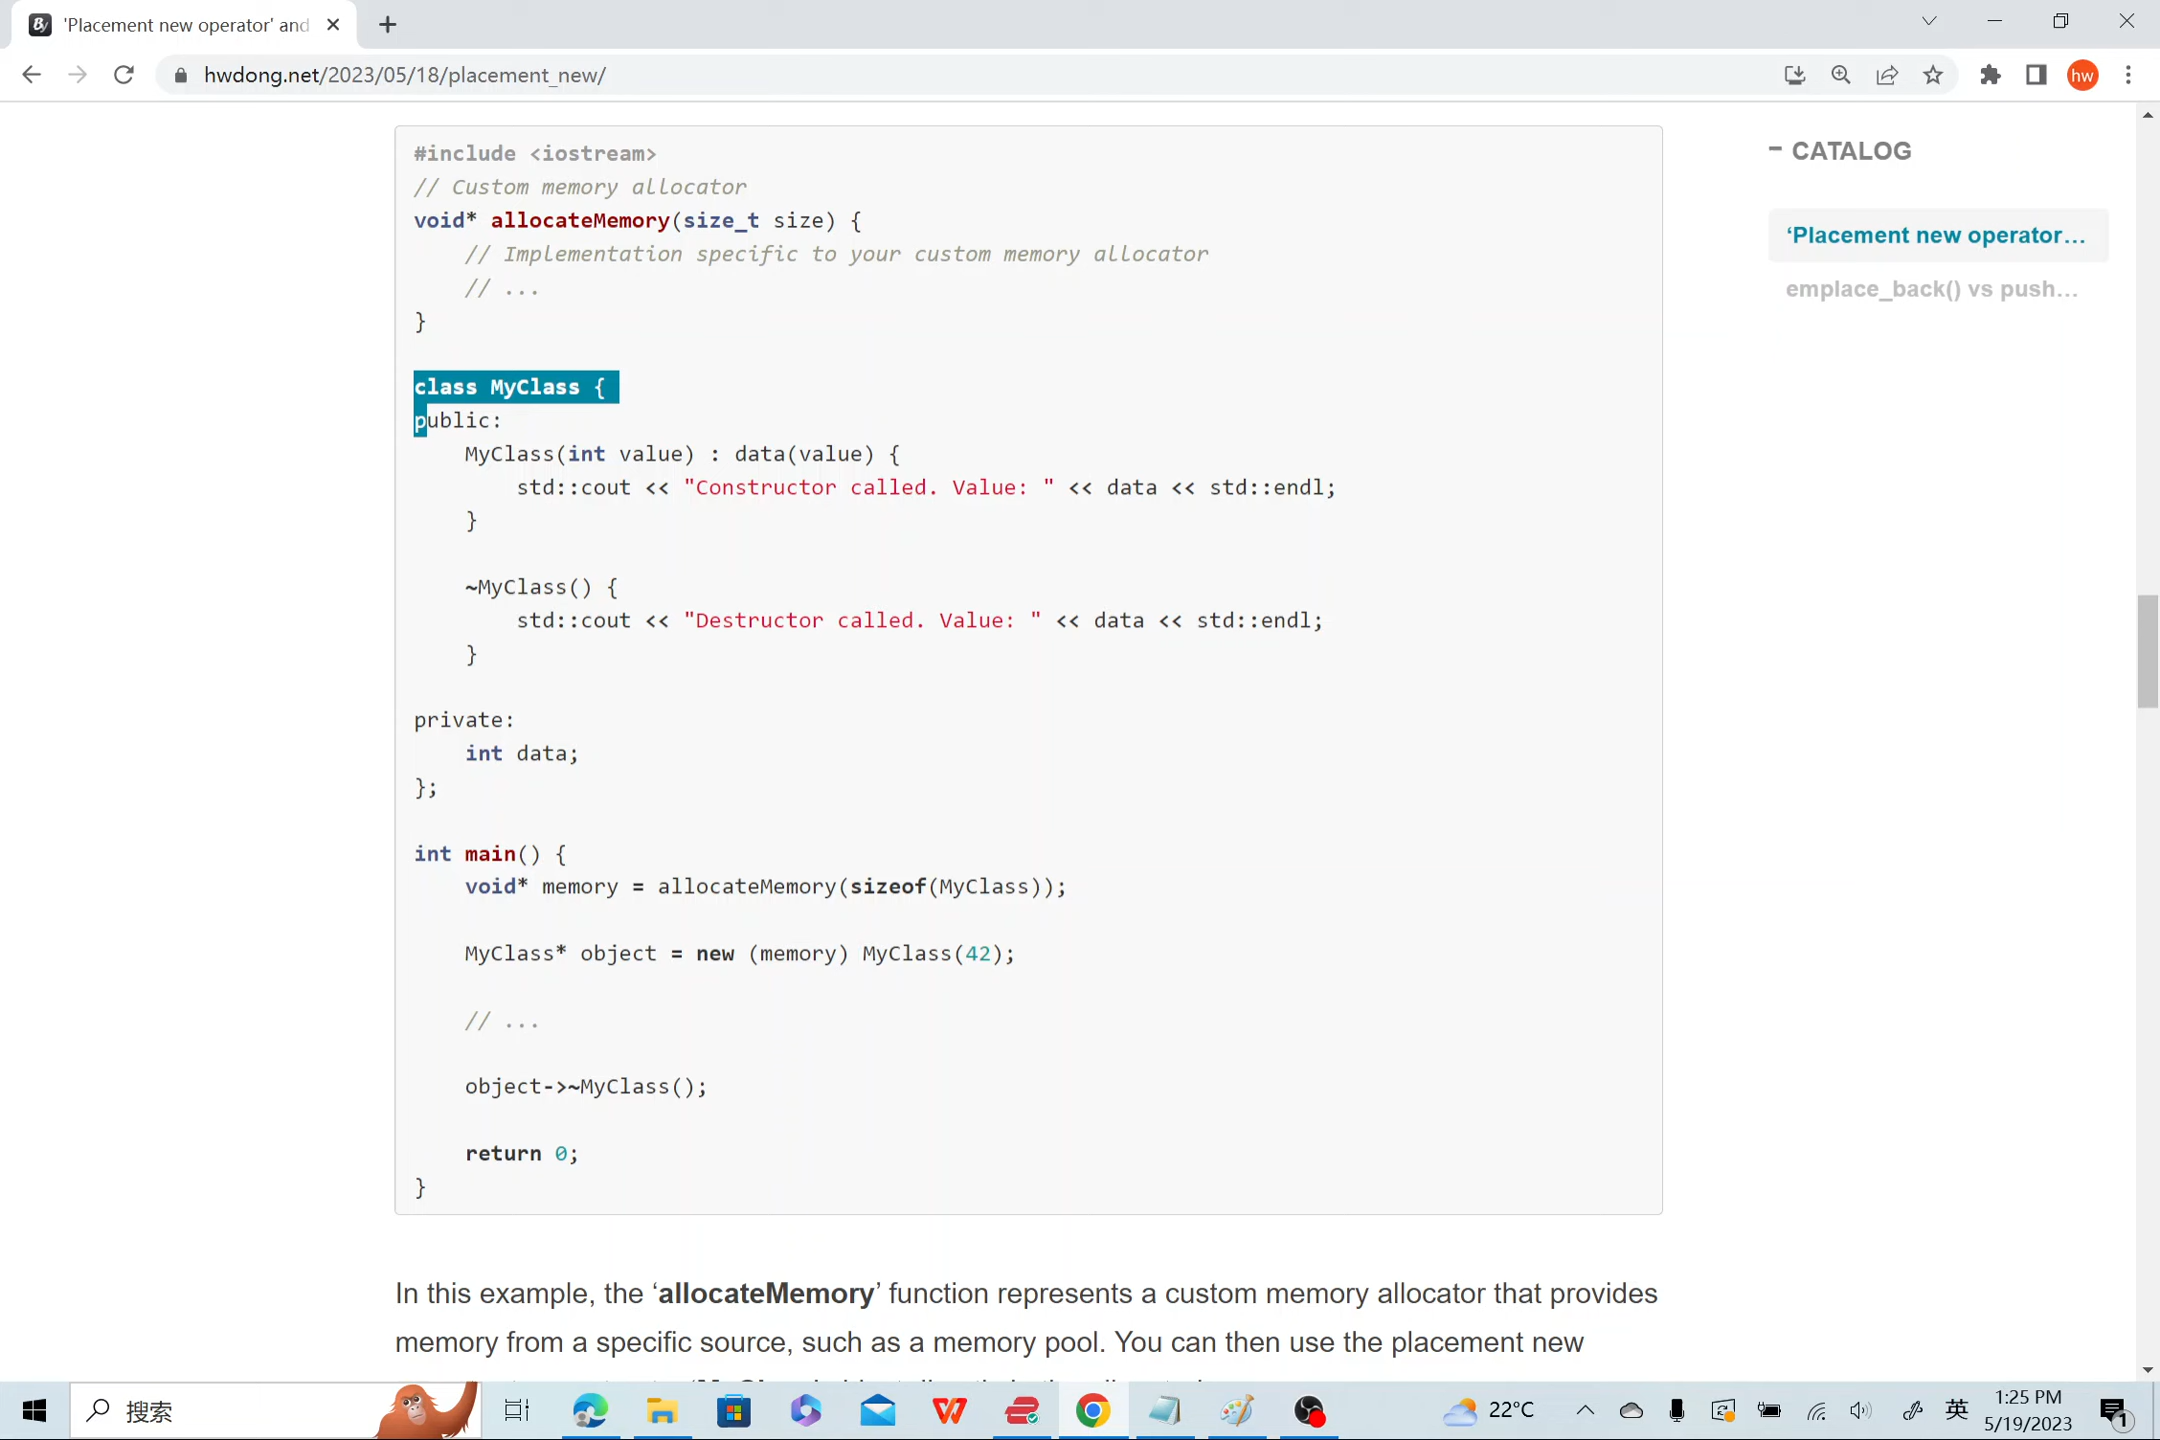 'Placement new operator' and
hwdong.net/2023/05/18/placement_new/
hw
#include <iostream>
// Custom memory allocator
void* allocateMemory(size_t size) {
// Implementation specific to your custom memory allocator
// ...
}
class MyClass {
public:
MyClass(int value) : data(value) {
std::cout << "Constructor called. Value: " << data << std::endl;
}
~MyClass() {
std::cout << "Destructor called. Value: " << data << std::endl;
}
private:
int data;
};
int main() {
void* memory = allocateMemory(sizeof(MyClass));
MyClass* object = new (memory) MyClass(42);
// ...
object->~MyClass();
return 0;
}
In this example, the ‘allocateMemory’ function represents a custom memory allocator that provides
memory from a specific source, such as a memory pool. You can then use the placement new
− CATALOG
‘Placement new operator…
emplace_back() vs push…
搜索
22°C
英
1:25 PM
5/19/2023
1